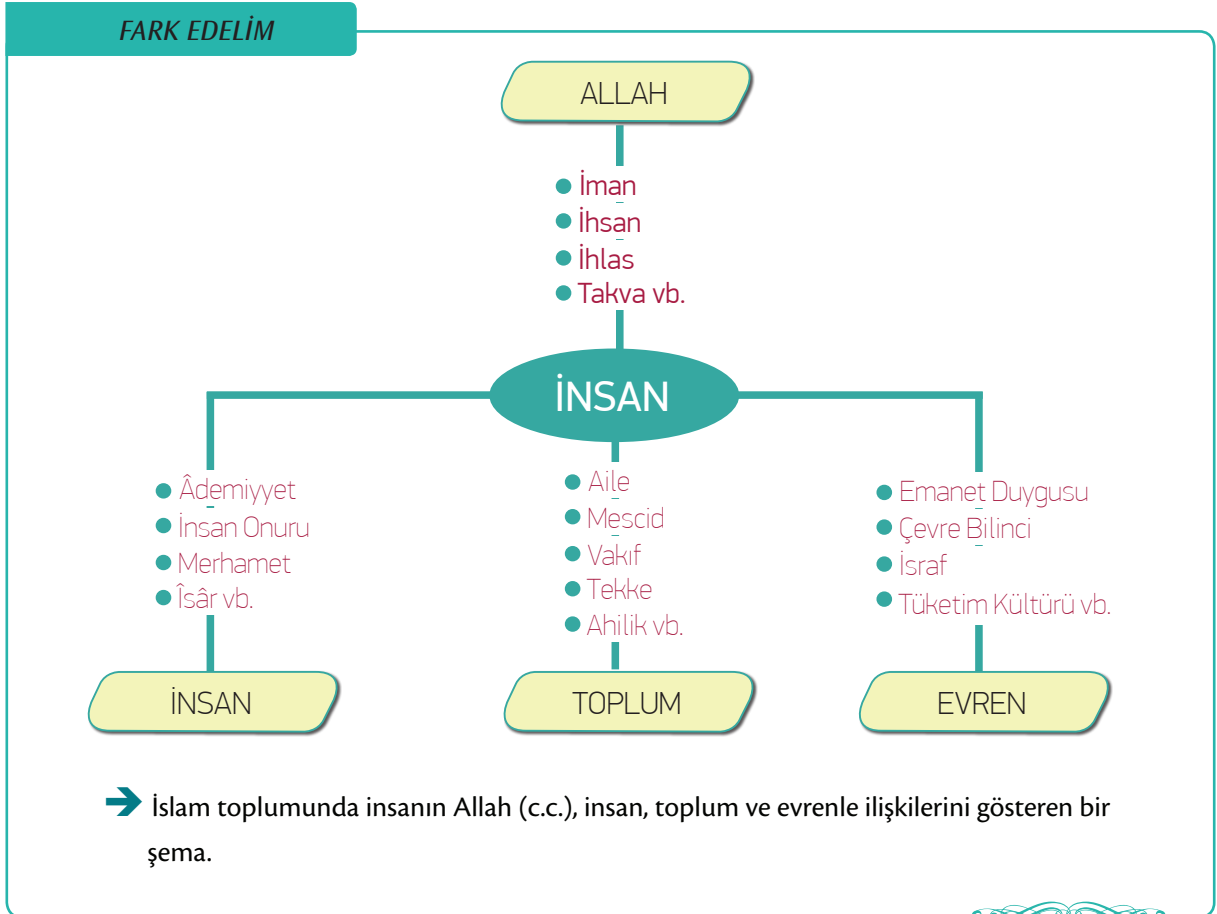 FARK EDELİM
ALLAH
● İman
● İhsan
● İhlas
● Takva vb.
İNSAN
● Âdemiyyet
● İnsan Onuru
● Merhamet
● Îsâr vb.
İNSAN
● Aile
● Mescid
● Vakıf
● Tekke
● Ahilik vb.
TOPLUM
● Emanet Duygusu
● Çevre Bilinci
● İsraf
● Tüketim Kültürü vb.
EVREN
➔ İslam toplumunda insanın Allah (c.c.), insan, toplum ve evrenle ilişkilerini gösteren bir
şema.